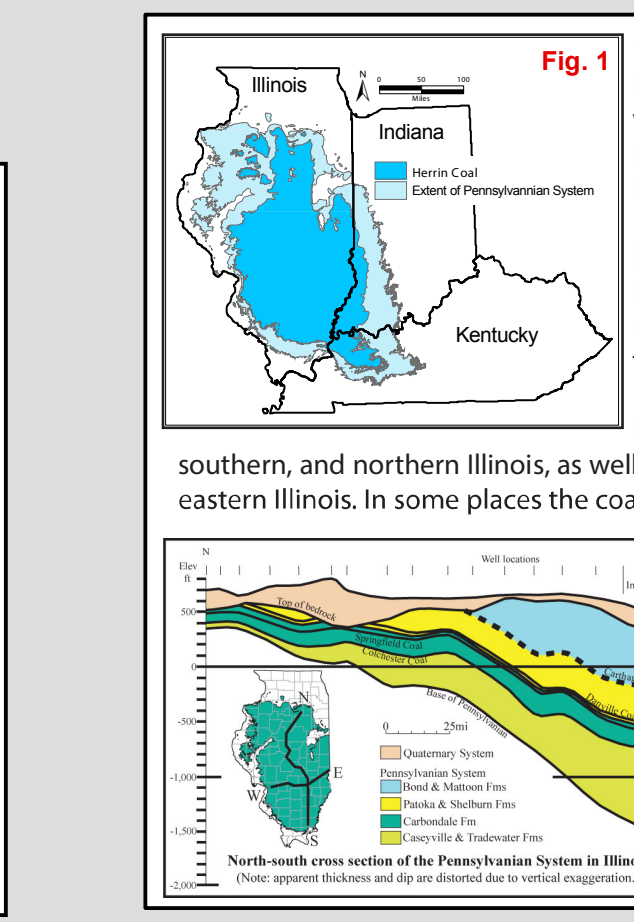 Fig. 1
Illinois
N
0 50 100
Miles
Indiana
Herrin Coal
Extent of Pennsylvannian System
Kentucky
southern, and northern Illinois, as well
eastern Illinois. In some places the coa
N
Elev
ft
Well locations
In
Top of bedrock
500
Springfield Coal
Colchester Coal
0
Cartha
Danville Co
Base of Pennsylvanian
-500
N
0 25mi
Quaternary System
E
Pennsylvanian System
-1,000
Bond & Mattoon Fms
W
Patoka & Shelburn Fms
Carbondale Fm
-1,500
S
Caseyville & Tradewater Fms
North-south cross section of the Pennsylvanian System in Illino
-2,000
(Note: apparent thickness and dip are distorted due to vertical exaggeration.